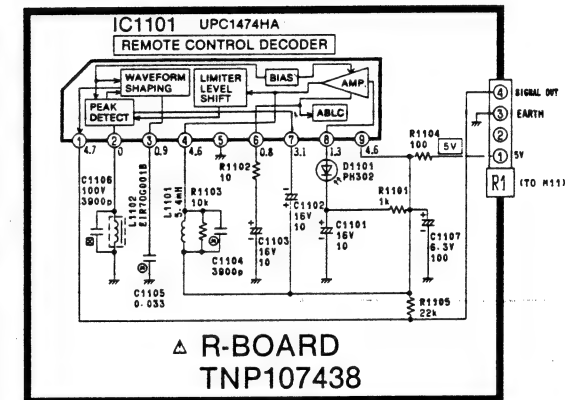 IC1101 UPC1474HA
REMOTE CONTROL DECODER
WAVEFORM
SHAPING
LIMITER
LEVEL
SHIFT
BIAS
AMP.
PEAK
DETECT
ABLC
1 2 3 4 5 6 7 8 9
4.7 0 0.9 4.6 0.8 3.1 1.3 4.6
4 SIGNAL OUT
3 EARTH
2
1 5V
R1 (TO M11)
R1104
100
5V
C1106
100V
3900p
L1102
EIR70G001B
L1101
5.4mH
R1103
10k
R1102
10
D1101
PH302
R1101
1k
C1102
16V
10
C1103
16V
10
C1101
16V
10
C1107
6.3V
100
C1104
3900p
C1105
0.033
R1105
22k
R-BOARD
TNP107438